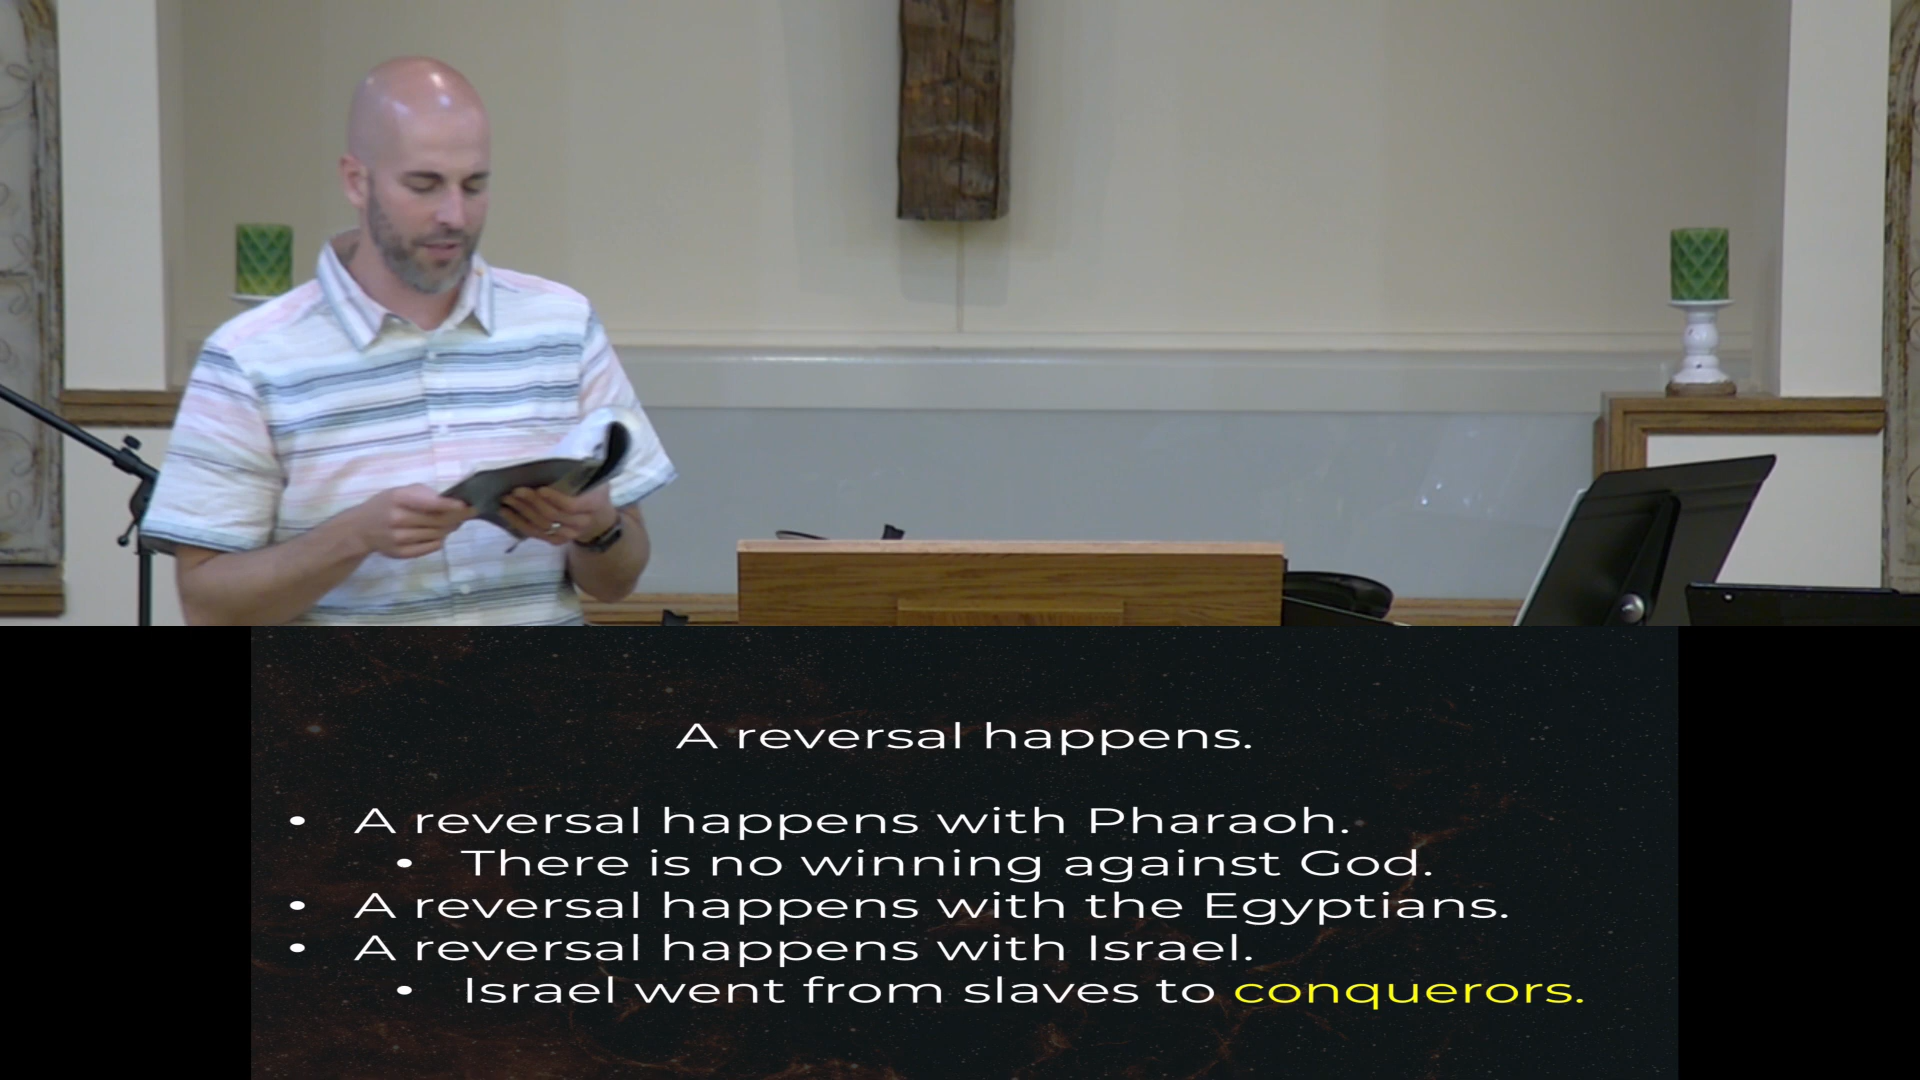 A reversal happens.
• A reversal happens with Pharaoh.
• There is no winning against God.
• A reversal happens with the Egyptians.
• A reversal happens with Israel.
• Israel went from slaves to conquerors.